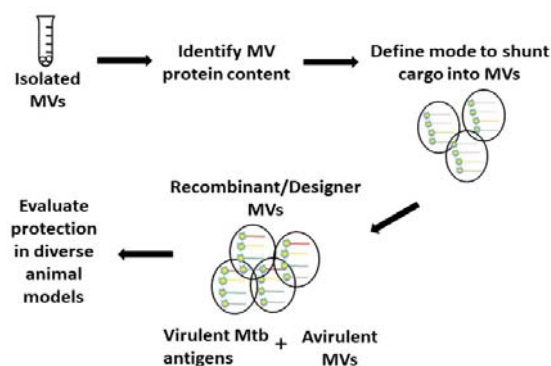 Isolated
MVs
Identify MV
protein content
Define mode to shunt
cargo into MVs
Recombinant/Designer
MVs
Virulent Mtb
antigens
+
Avirulent
MVs
Evaluate
protection
in diverse
animal
models